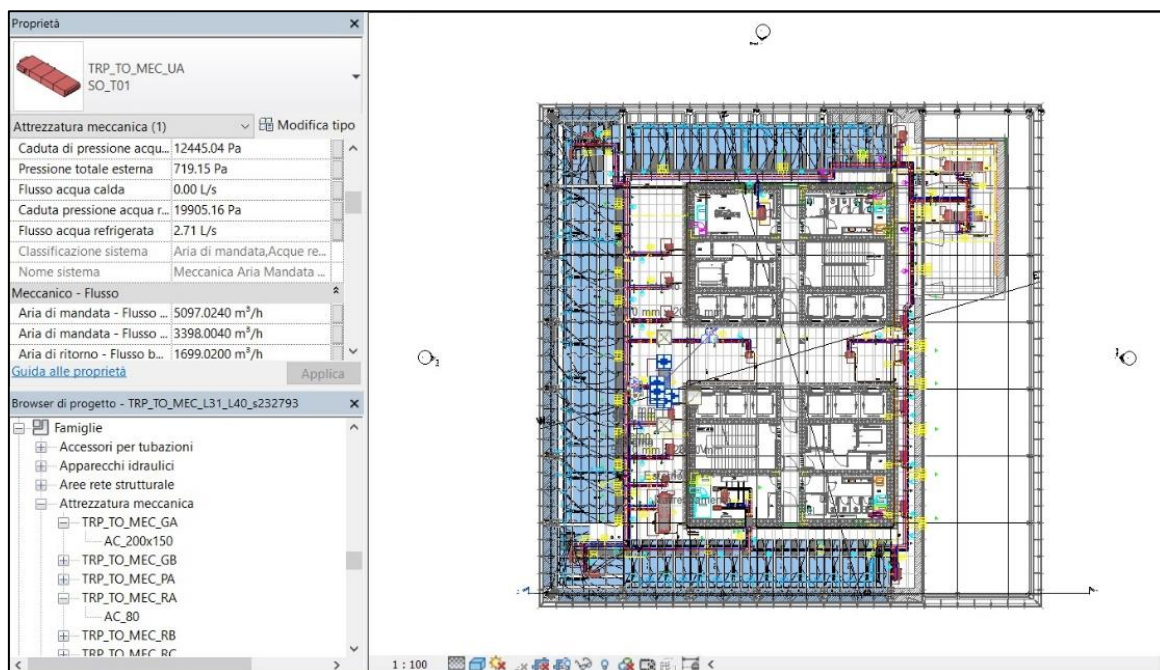 Proprietà
TRP_TO_MEC_UA
SO_T01
Attrezzatura meccanica (1)
Modifica tipo
Caduta di pressione acqu... 12445.04 Pa
Pressione totale esterna 719.15 Pa
Flusso acqua calda 0.00 L/s
Caduta pressione acqua r... 19905.16 Pa
Flusso acqua refrigerata 2.71 L/s
Classificazione sistema Aria di mandata,Acque re...
Nome sistema Meccanica Aria Mandata ...
Meccanico - Flusso
Aria di mandata - Flusso ... 5097.0240 m³/h
Aria di mandata - Flusso ... 3398.0040 m³/h
Aria di ritorno - Flusso b... 1699.0200 m³/h
Guida alle proprietà
Applica
Browser di progetto - TRP_TO_MEC_L31_L40_s232793
Famiglie
Accessori per tubazioni
Apparecchi idraulici
Aree rete strutturale
Attrezzatura meccanica
TRP_TO_MEC_GA
AC_200x150
TRP_TO_MEC_GB
TRP_TO_MEC_PA
TRP_TO_MEC_RA
AC_80
TRP_TO_MEC_RB
TRP_TO_MEC_RC
1 : 100